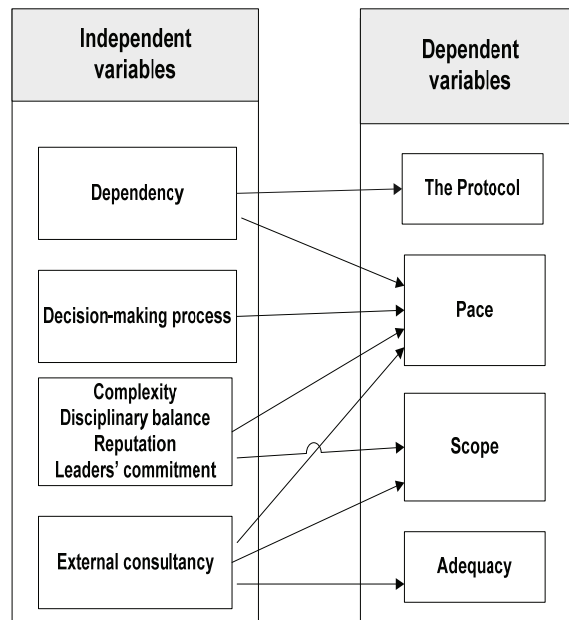 Independent
variables
Dependency
Decision-making process
Complexity
Disciplinary balance
Reputation
Leaders' commitment
External consultancy
Dependent
variables
The Protocol
Pace
Scope
Adequacy